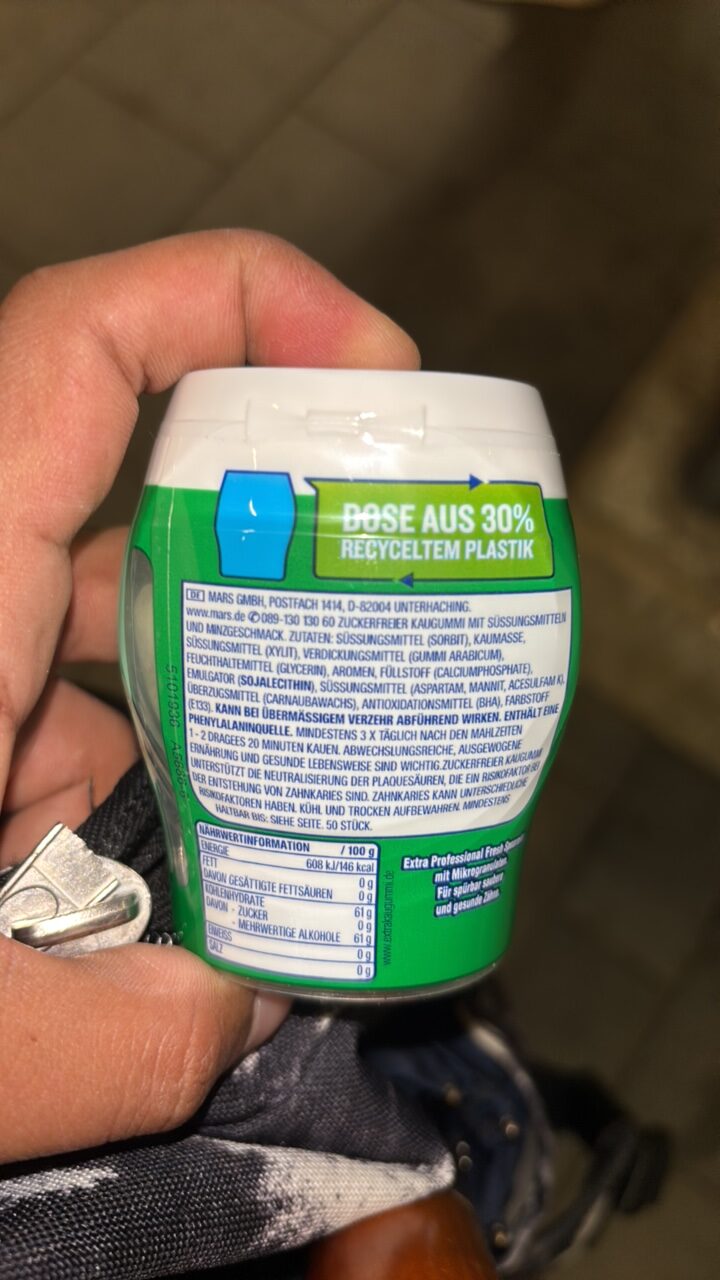 DOSE AUS 30%
RECYCELTEM PLASTIK
DE MARS GMBH, POSTFACH 1414, D-82004 UNTERHACHING.
www.mars.de ✆089-130 130 60 ZUCKERFREIER KAUGUMMI MIT SÜSSUNGSMITTELN
UND MINZGESCHMACK. ZUTATEN: SÜSSUNGSMITTEL (SORBIT), KAUMASSE,
SÜSSUNGSMITTEL (XYLIT), VERDICKUNGSMITTEL (GUMMI ARABICUM),
FEUCHTHALTEMITTEL (GLYCERIN), AROMEN, FÜLLSTOFF (CALCIUMPHOSPHATE),
EMULGATOR (SOJALECITHIN), SÜSSUNGSMITTEL (ASPARTAM, MANNIT, ACESULFAM K),
ÜBERZUGSMITTEL (CARNAUBAWACHS), ANTIOXIDATIONSMITTEL (BHA), FARBSTOFF
(E133). KANN BEI ÜBERMÄSSIGEM VERZEHR ABFÜHREND WIRKEN. ENTHÄLT EINE
PHENYLALANINQUELLE. MINDESTENS 3 X TÄGLICH NACH DEN MAHLZEITEN
1 - 2 DRAGEES 20 MINUTEN KAUEN. ABWECHSLUNGSREICHE, AUSGEWOGENE
ERNÄHRUNG UND GESUNDE LEBENSWEISE SIND WICHTIG. ZUCKERFREIER KAUGUMMI
UNTERSTÜTZT DIE NEUTRALISIERUNG DER PLAQUESÄUREN, DIE EIN RISIKOFAKTOR BEI
DER ENTSTEHUNG VON ZAHNKARIES SIND. ZAHNKARIES KANN UNTERSCHIEDLICHE
RISIKOFAKTOREN HABEN. KÜHL UND TROCKEN AUFBEWAHREN. MINDESTENS
HALTBAR BIS: SIEHE SEITE. 50 STÜCK.
NÄHRWERTINFORMATION / 100 g
ENERGIE 608 kJ/146 kcal
FETT 0 g
DAVON GESÄTTIGTE FETTSÄUREN 0 g
KOHLENHYDRATE 61 g
DAVON - ZUCKER 0 g
- MEHRWERTIGE ALKOHOLE 61 g
EIWEISS 0 g
SALZ 0 g
www.extrakaugummi.de
Extra Professional Fresh
mit Mikrogranulaten.
Für spürbar saubere
und gesunde Zähne.